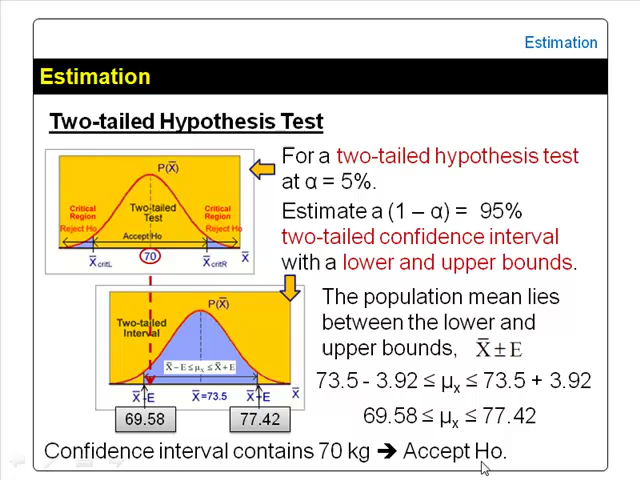 Estimation
Estimation
Two-tailed Hypothesis Test
P(X̅)
Critical Region
Reject Ho
Two-tailed Test
Critical Region
Reject Ho
Accept Ho
X̅critL
70
X̅critR
X̅
For a two-tailed hypothesis test
at α = 5%.
Estimate a (1 – α) = 95%
two-tailed confidence interval
with a lower and upper bounds.
P(X̅)
Two-tailed
Interval
X̅ − E ≤ μx ≤ X̅ + E
X̅ -E
X̅ =73.5
X̅+E
X̅
69.58
77.42
The population mean lies
between the lower and
upper bounds, X̅ ± E
73.5 - 3.92 ≤ μx ≤ 73.5 + 3.92
69.58 ≤ μx ≤ 77.42
Confidence interval contains 70 kg ➔ Accept Ho.